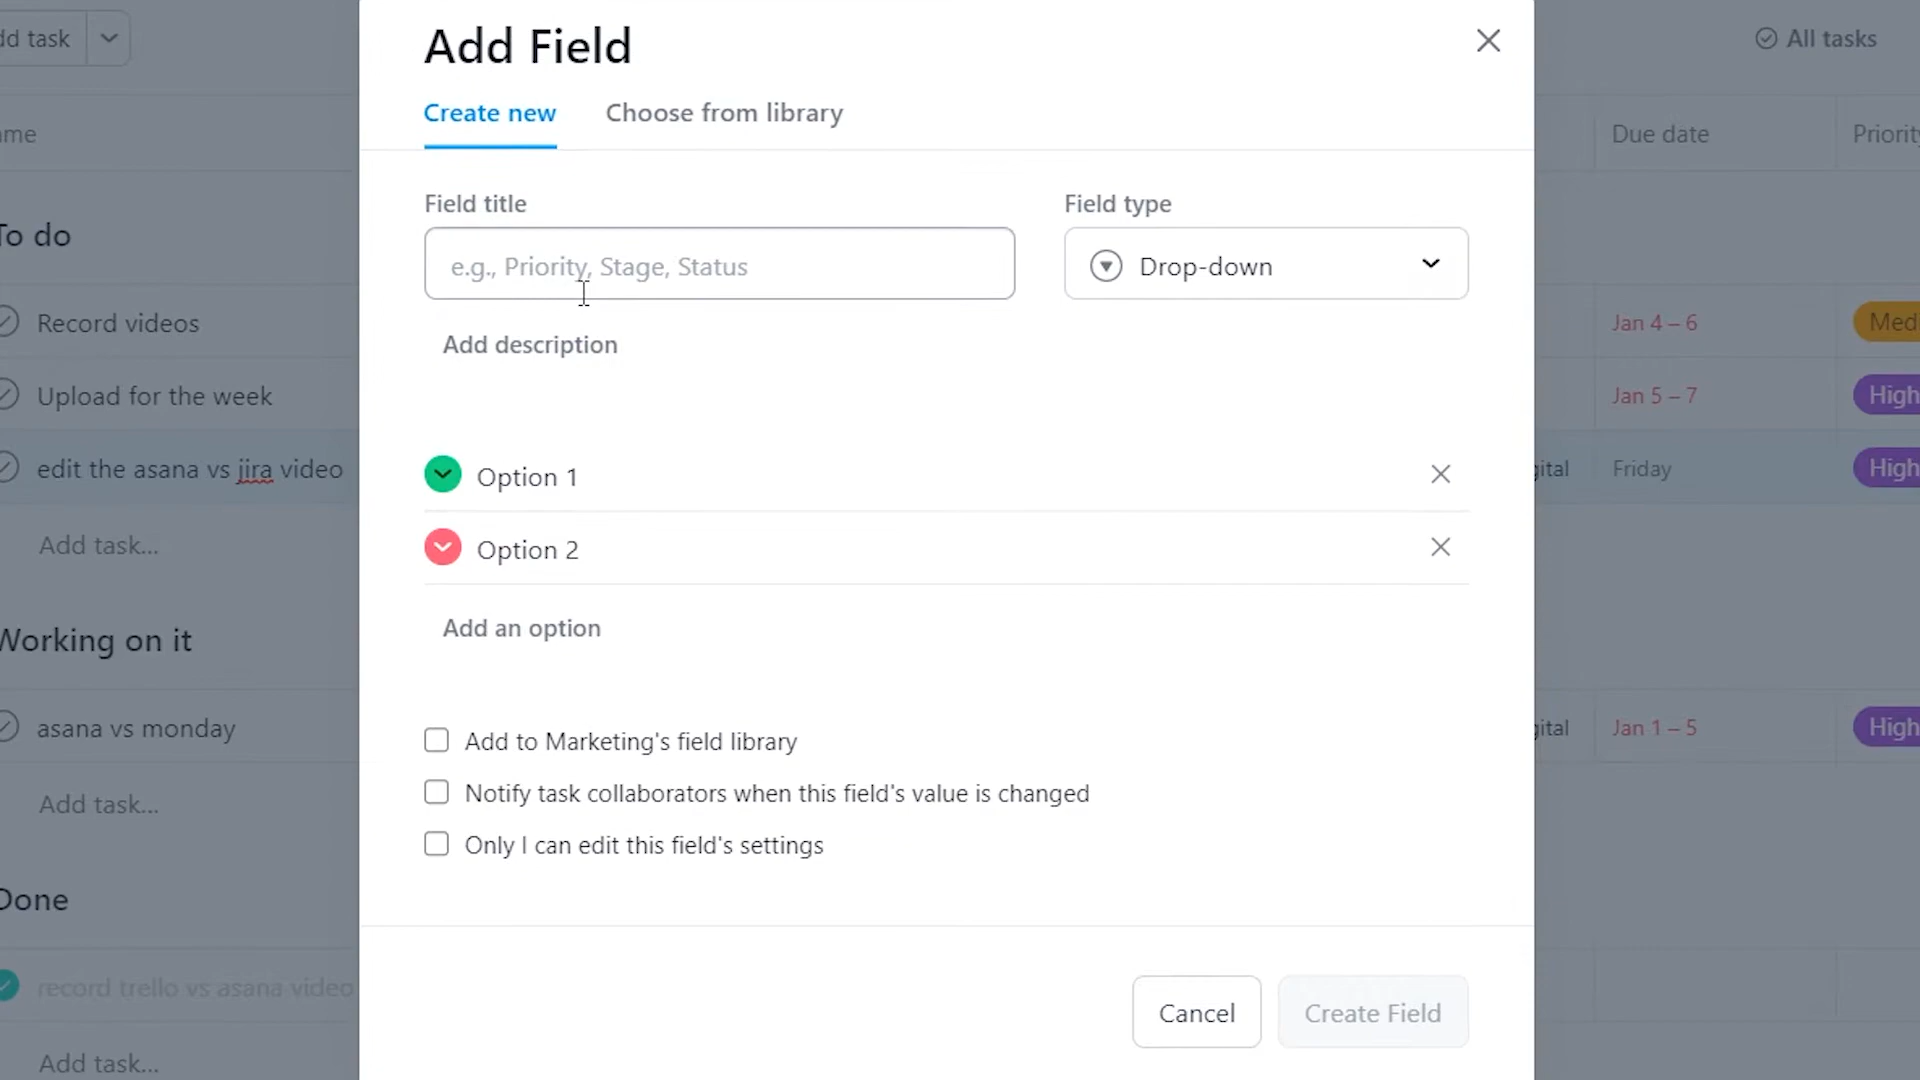 dd task
All tasks
ame
Due date
Priority
To do
Record videos
Jan 4 – 6
Med
Upload for the week
Jan 5 – 7
High
edit the asana vs jira video
gital
Friday
High
Add task...
Working on it
asana vs monday
gital
Jan 1 – 5
High
Add task...
Done
record trello vs asana video
Add task...
Add Field
Create new
Choose from library
Field title
Field type
e.g., Priority, Stage, Status
Drop-down
Add description
Option 1
Option 2
Add an option
Add to Marketing's field library
Notify task collaborators when this field's value is changed
Only I can edit this field's settings
Cancel
Create Field